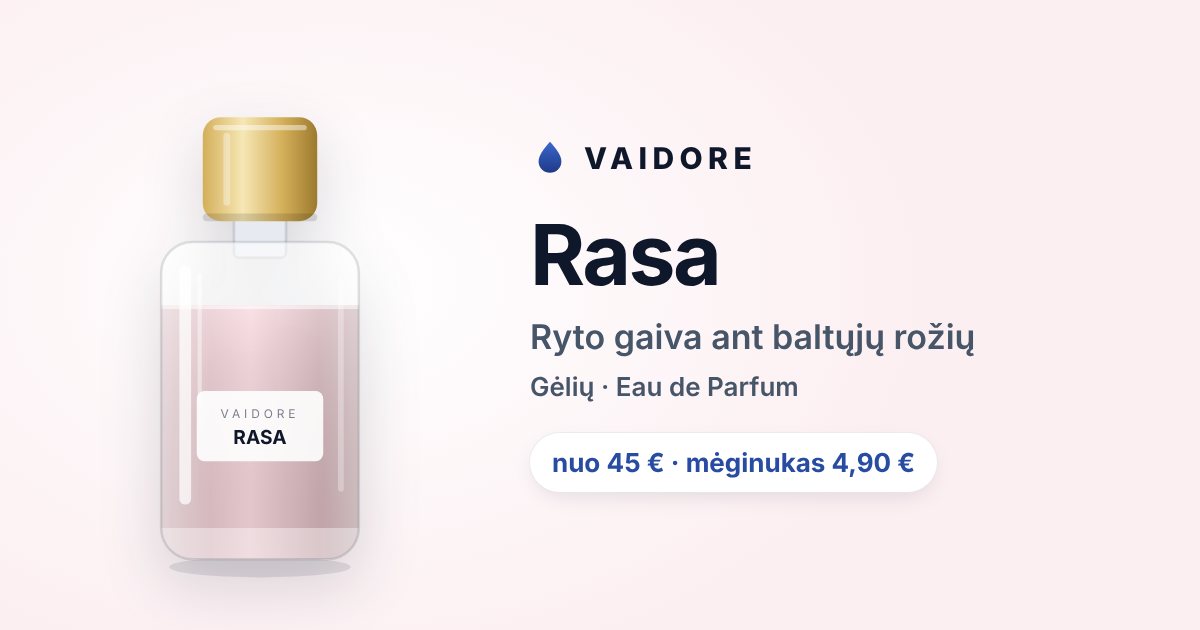 VAIDORE
Rasa
Ryto gaiva ant baltųjų rožių
Gėlių · Eau de Parfum
nuo 45 € · mėginukas 4,90 €
VAIDORE
RASA